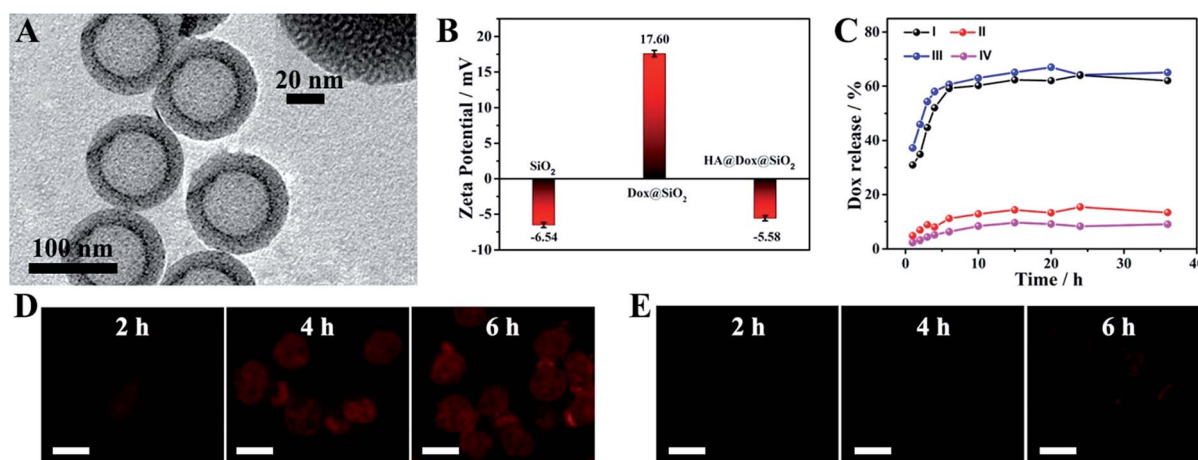 A
20 nm
100 nm
B
Zeta Potential / mV
20
15
10
5
0
-5
-10
SiO₂
-6.54
17.60
Dox@SiO₂
HA@Dox@SiO₂
-5.58
C
Dox release / %
80
60
40
20
0
I II
III IV
0 10 20 30 40
Time / h
D
2 h 4 h 6 h
E
2 h 4 h 6 h